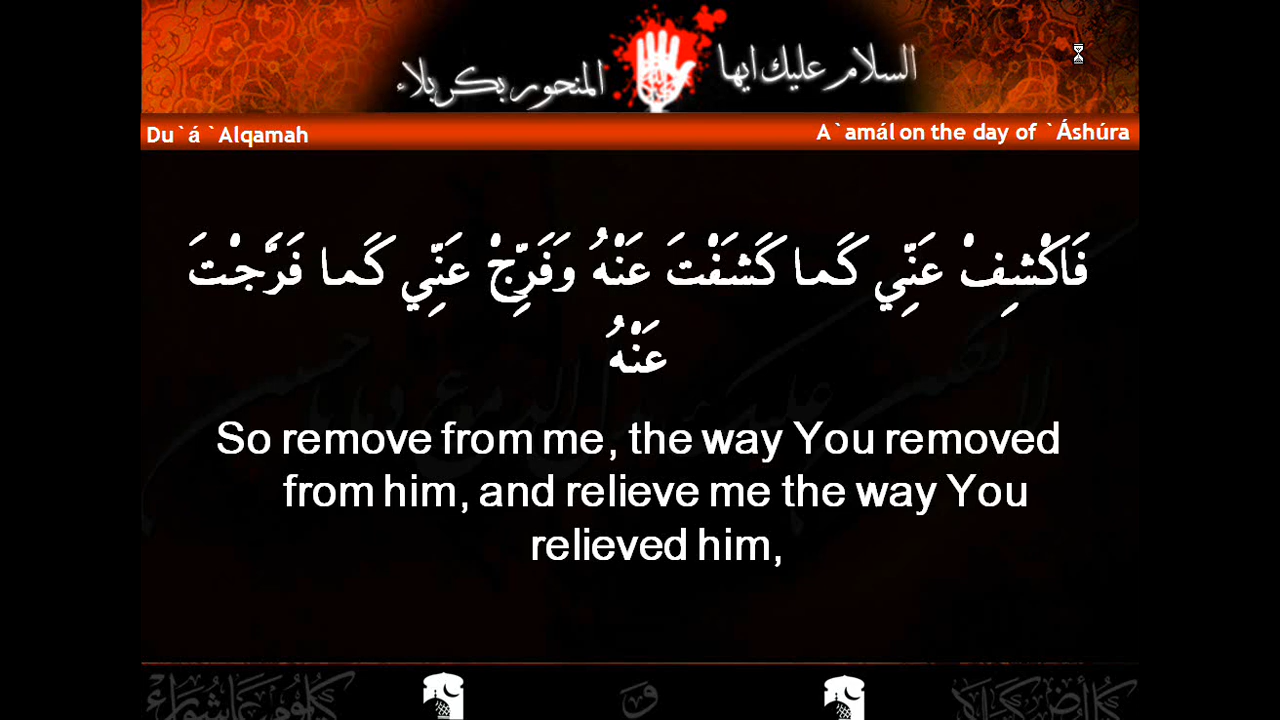 السلام عليك ايها
المنحور بكربلاء
Du`á `Alqamah
A`amál on the day of `Áshúra
فَاَكْشِفْ عَنِّي كَما كَشَفْتَ عَنْهُ وَفَرِّجْ عَنِّي كَما فَرَّجْتَ
عَنْهُ
So remove from me, the way You removed
from him, and relieve me the way You
relieved him,